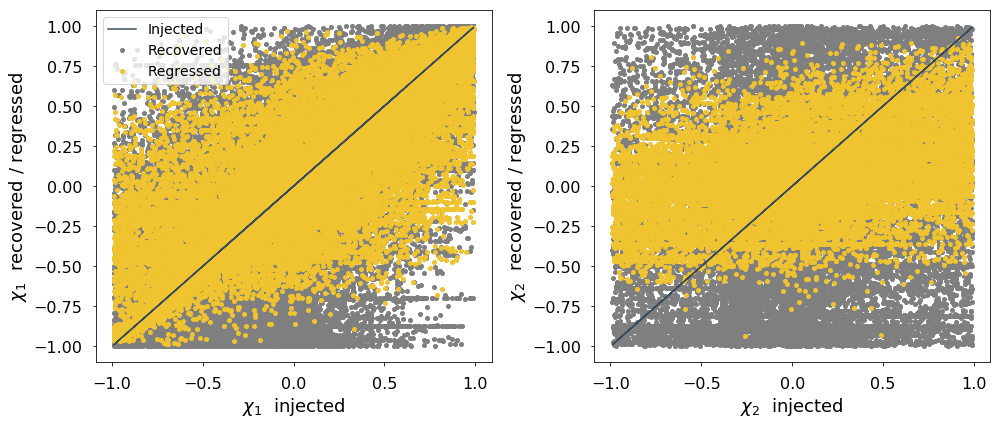 1.00
0.75
0.50
0.25
0.00
−0.25
−0.50
−0.75
−1.00
χ₁ recovered / regressed
Injected
Recovered
Regressed
−1.0 −0.5 0.0 0.5 1.0
χ₁ injected
1.00
0.75
0.50
0.25
0.00
−0.25
−0.50
−0.75
−1.00
χ₂ recovered / regressed
−1.0 −0.5 0.0 0.5 1.0
χ₂ injected